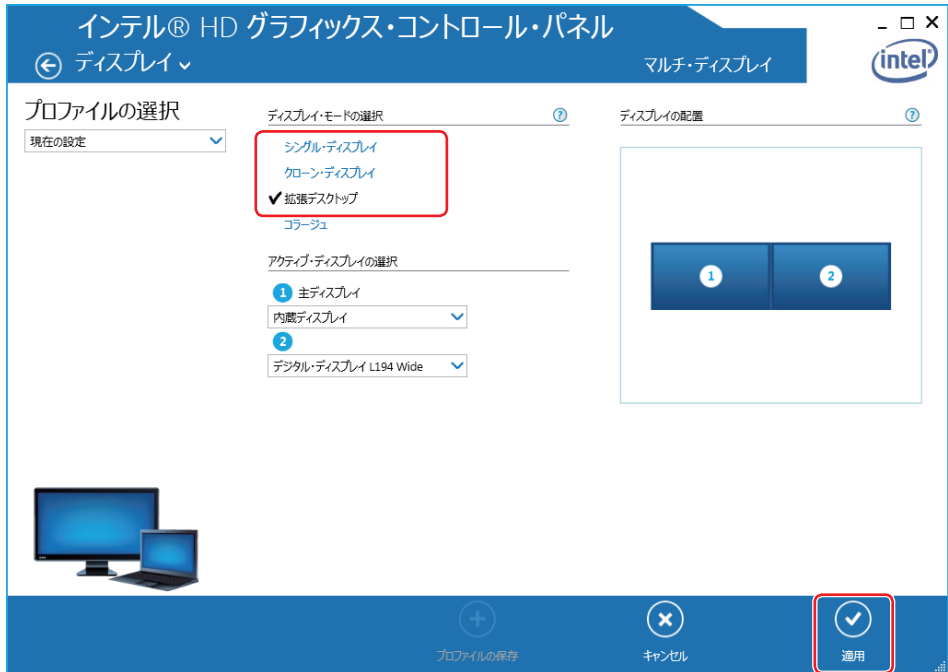 インテル® HD グラフィックス・コントロール・パネル
ディスプレイ
マルチ・ディスプレイ
intel
プロファイルの選択
現在の設定
ディスプレイ・モードの選択
?
シングル・ディスプレイ
クローン・ディスプレイ
拡張デスクトップ
コラージュ
アクティブ・ディスプレイの選択
1 主ディスプレイ
内蔵ディスプレイ
2
デジタル・ディスプレイ L194 Wide
ディスプレイの配置
?
1 2
プロファイルの保存
キャンセル
適用